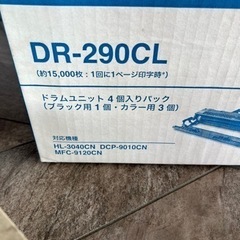 DR-290CL
(約15,000枚：1回に1ページ印字時*)
ドラムユニット 4個入りパック
(ブラック用1個・カラー用3個)
対応機種
HL-3040CN DCP-9010CN
MFC-9120CN